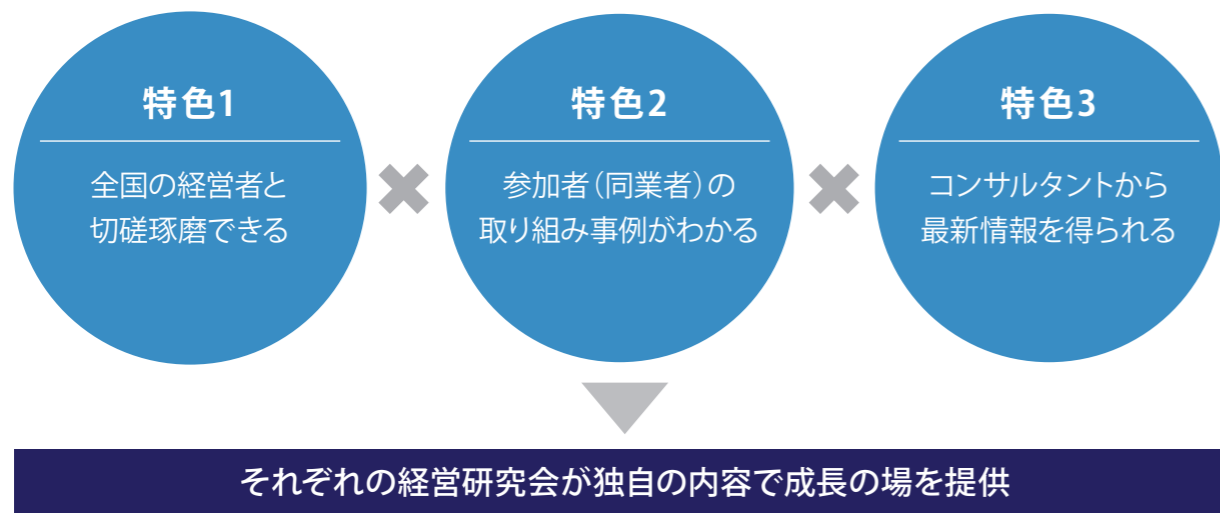 特色1
全国の経営者と
切磋琢磨できる
特色2
参加者（同業者）の
取り組み事例がわかる
特色3
コンサルタントから
最新情報を得られる
それぞれの経営研究会が独自の内容で成長の場を提供